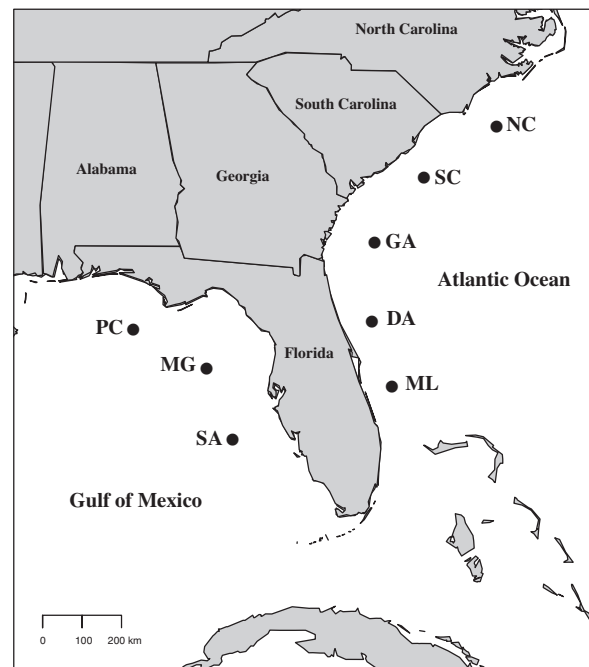 North Carolina
South Carolina
NC
Alabama
Georgia
SC
GA
Atlantic Ocean
PC
DA
Florida
MG
ML
SA
Gulf of Mexico
0 100 200 km